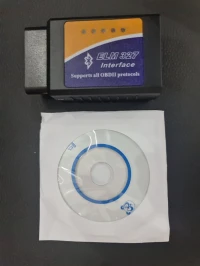 ELM 327
Interface
Supports all OBDII protocols